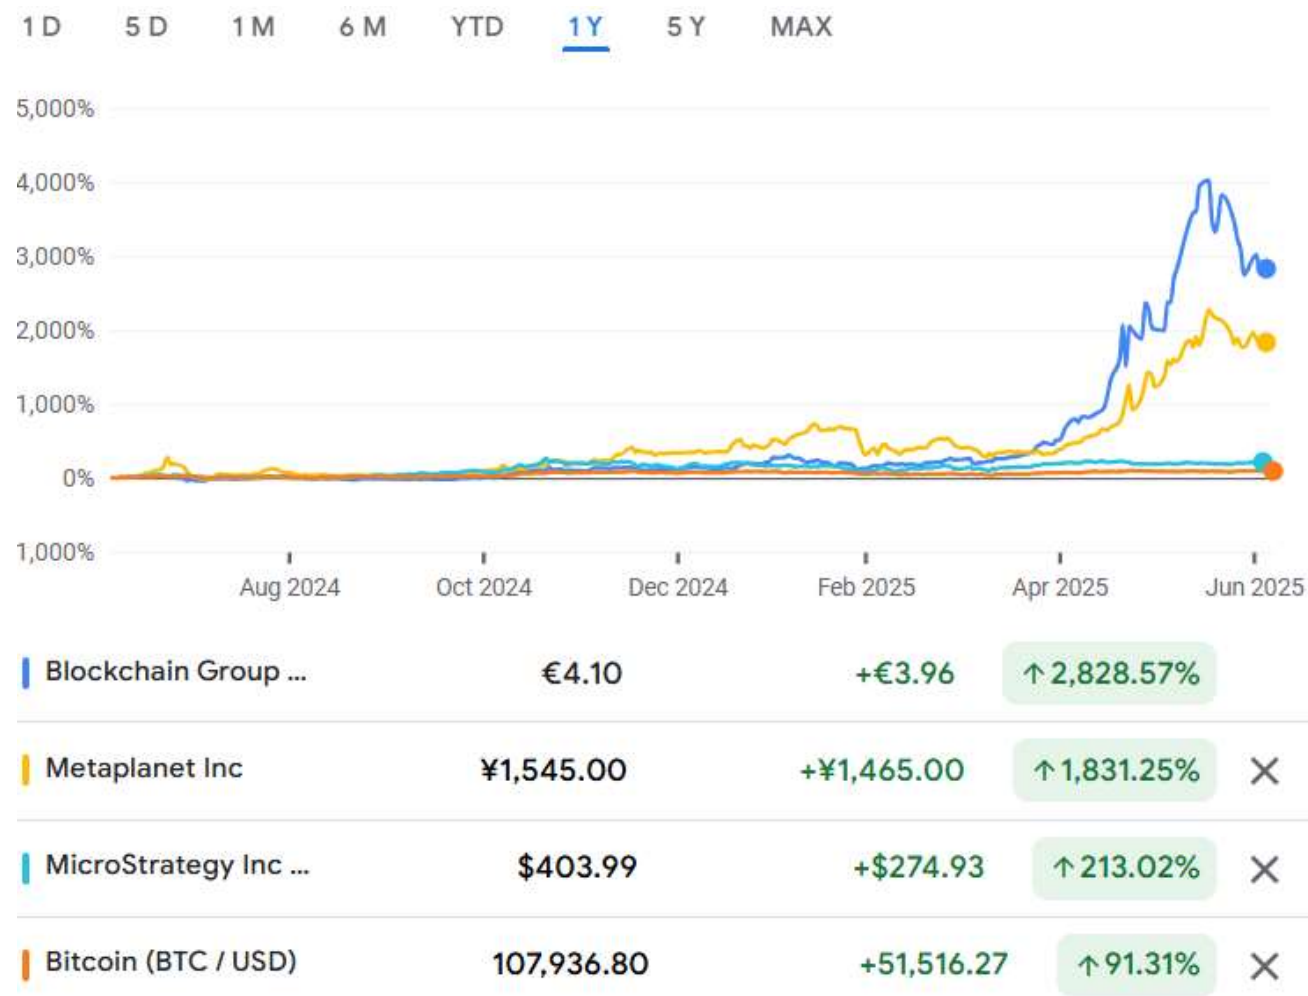 1 D 5 D 1 M 6 M YTD 1 Y 5 Y MAX
5,000%
4,000%
3,000%
2,000%
1,000%
0%
1,000%
Aug 2024 Oct 2024 Dec 2024 Feb 2025 Apr 2025 Jun 2025
Blockchain Group ... €4.10 +€3.96 ↑2,828.57%
Metaplanet Inc ¥1,545.00 +¥1,465.00 ↑1,831.25%
MicroStrategy Inc ... $403.99 +$274.93 ↑213.02%
Bitcoin (BTC / USD) 107,936.80 +51,516.27 ↑91.31%